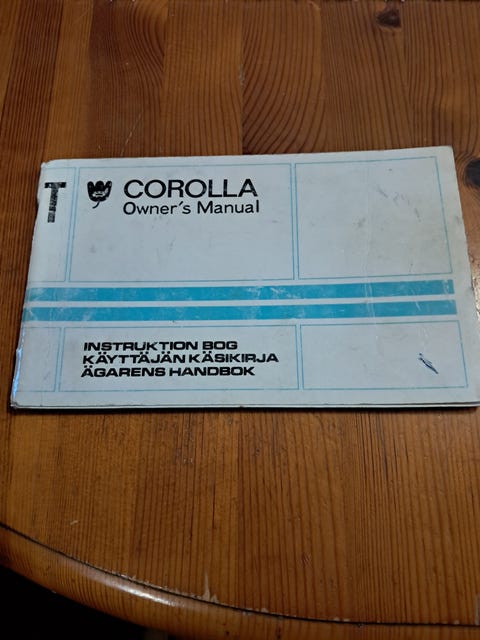 T
COROLLA
Owner's Manual
INSTRUKTION BOG
KÄYTTÄJÄN KÄSIKIRJA
ÄGARENS HANDBOK